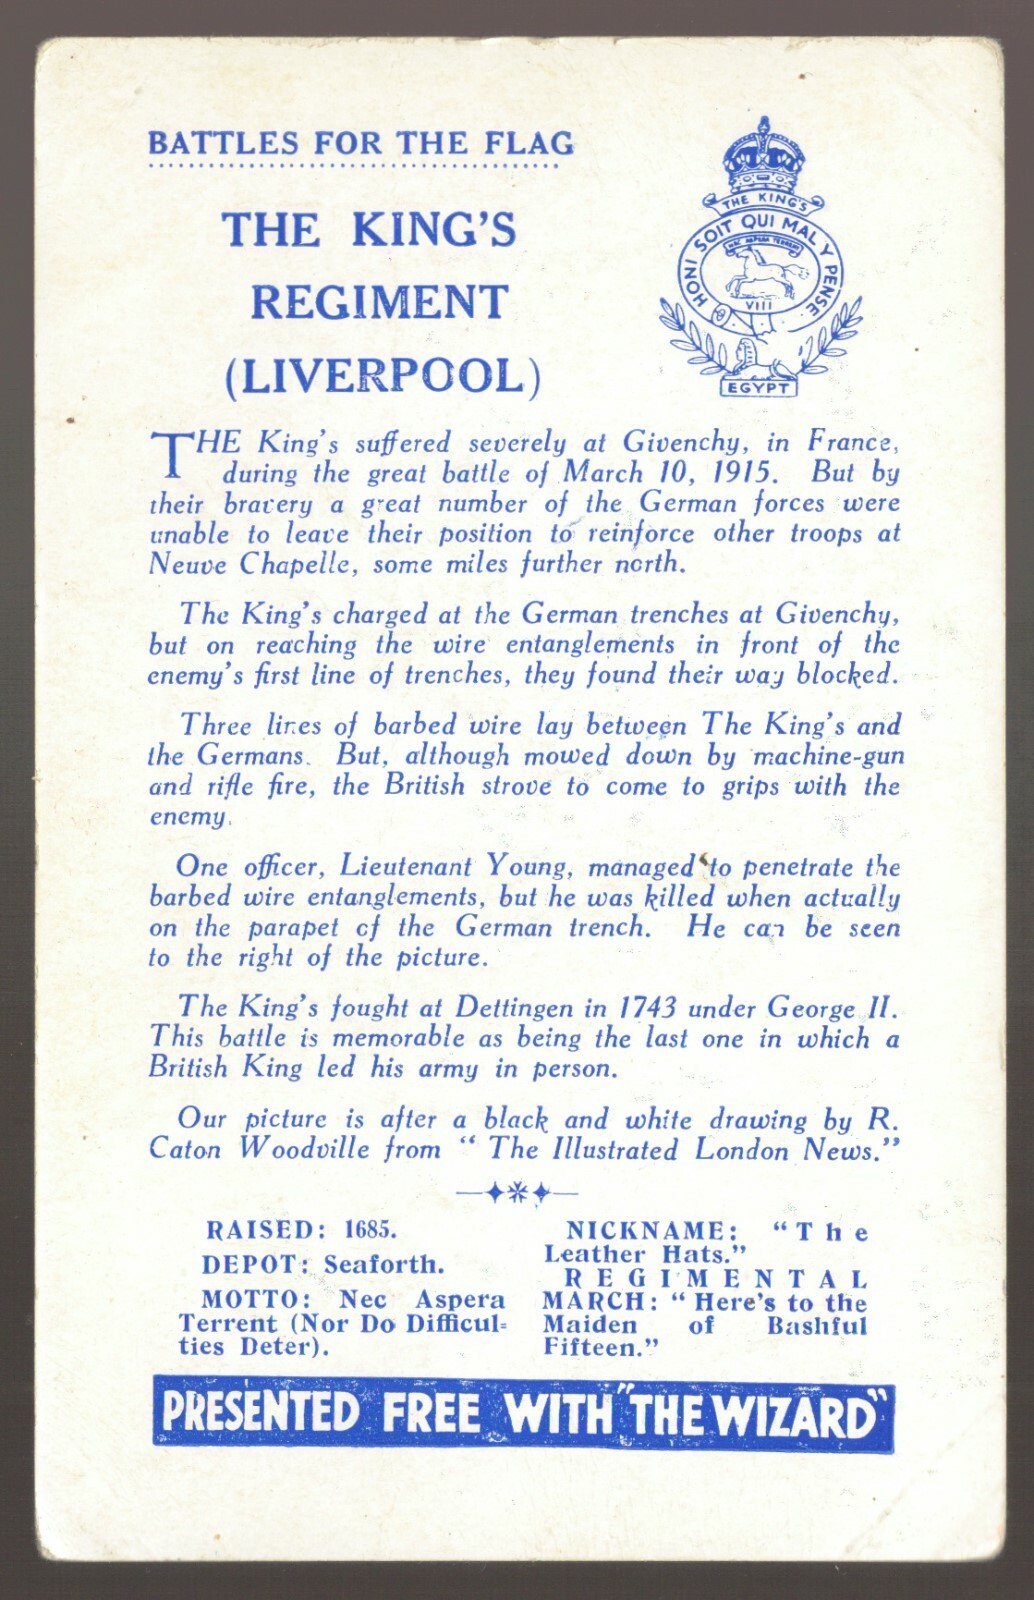 BATTLES FOR THE FLAG
THE KING'S
REGIMENT
(LIVERPOOL)
THE KING'S
HONI SOIT QUI MAL Y PENSE
NEC ASPERA TERRENT
VIII
EGYPT
THE King's suffered severely at Givenchy, in France,
during the great battle of March 10, 1915. But by
their bravery a great number of the German forces were
unable to leave their position to reinforce other troops at
Neuve Chapelle, some miles further north.
The King's charged at the German trenches at Givenchy,
but on reaching the wire entanglements in front of the
enemy's first line of trenches, they found their way blocked.
Three lines of barbed wire lay between The King's and
the Germans. But, although mowed down by machine-gun
and rifle fire, the British strove to come to grips with the
enemy.
One officer, Lieutenant Young, managed to penetrate the
barbed wire entanglements, but he was killed when actually
on the parapet of the German trench. He can be seen
to the right of the picture.
The King's fought at Dettingen in 1743 under George II.
This battle is memorable as being the last one in which a
British King led his army in person.
Our picture is after a black and white drawing by R.
Caton Woodville from "The Illustrated London News."
RAISED: 1685.
DEPOT: Seaforth.
MOTTO: Nec Aspera
Terrent (Nor Do Difficul=
ties Deter).
NICKNAME: "The
Leather Hats."
REGIMENTAL
MARCH: "Here's to the
Maiden of Bashful
Fifteen."
PRESENTED FREE WITH "THE WIZARD"